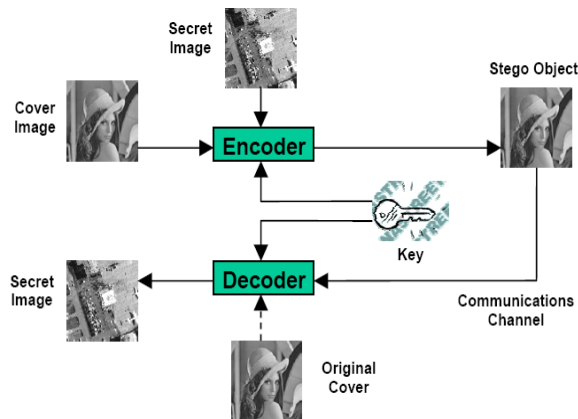 Secret
Image
Stego Object
Cover
Image
Encoder
Key
Secret
Image
Decoder
Communications
Channel
Original
Cover